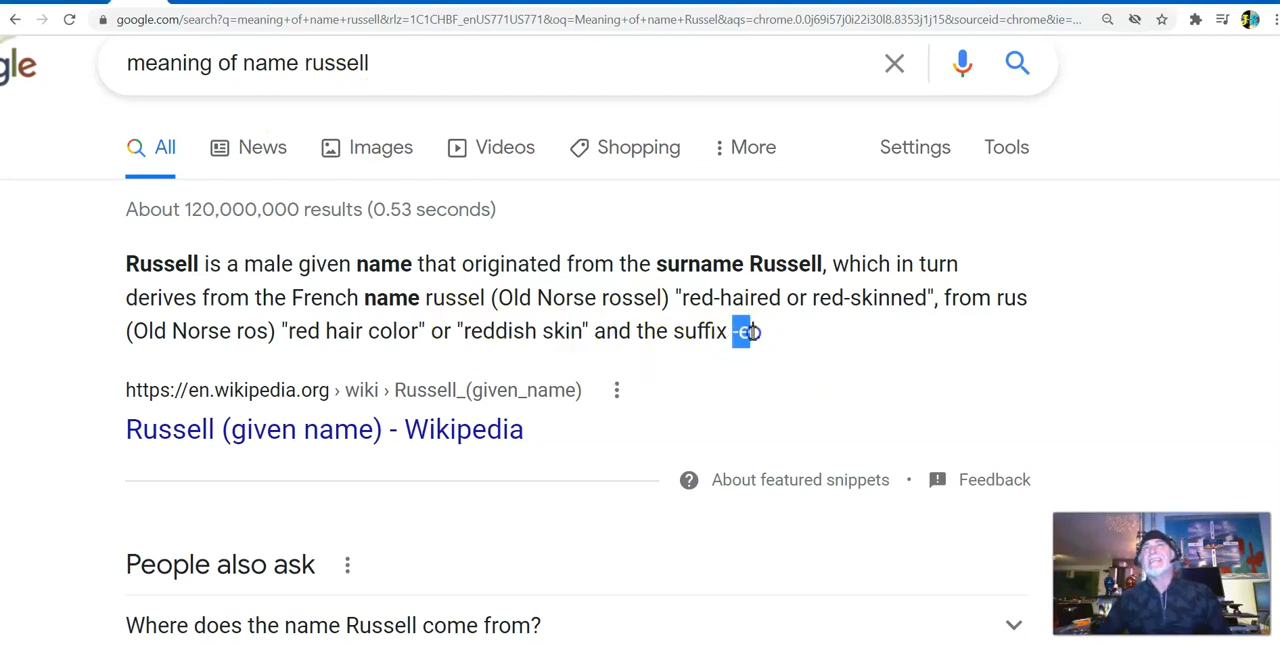 google.com/search?q=meaning+of+name+russell&rlz=1C1CHBF_enUS771US771&oq=Meaning+of+name+Russel&aqs=chrome.0.0j69i57j0i22i30l8.8353j1j15&sourceid=chrome&ie=...
gle
meaning of name russell
All News Images Videos Shopping More Settings Tools
About 120,000,000 results (0.53 seconds)
Russell is a male given name that originated from the surname Russell, which in turn
derives from the French name russel (Old Norse rossel) "red-haired or red-skinned", from rus
(Old Norse ros) "red hair color" or "reddish skin" and the suffix
https://en.wikipedia.org › wiki › Russell_(given_name)
Russell (given name) - Wikipedia
About featured snippets • Feedback
People also ask
Where does the name Russell come from?